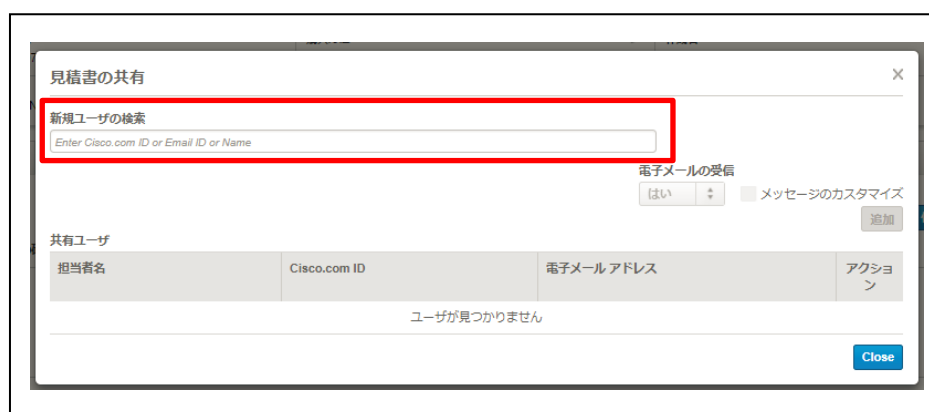 見積書の共有
×
新規ユーザの検索
Enter Cisco.com ID or Email ID or Name
電子メールの受信
はい
メッセージのカスタマイズ
追加
共有ユーザ
担当者名 Cisco.com ID 電子メール アドレス アクショ
ン
ユーザが見つかりません
Close